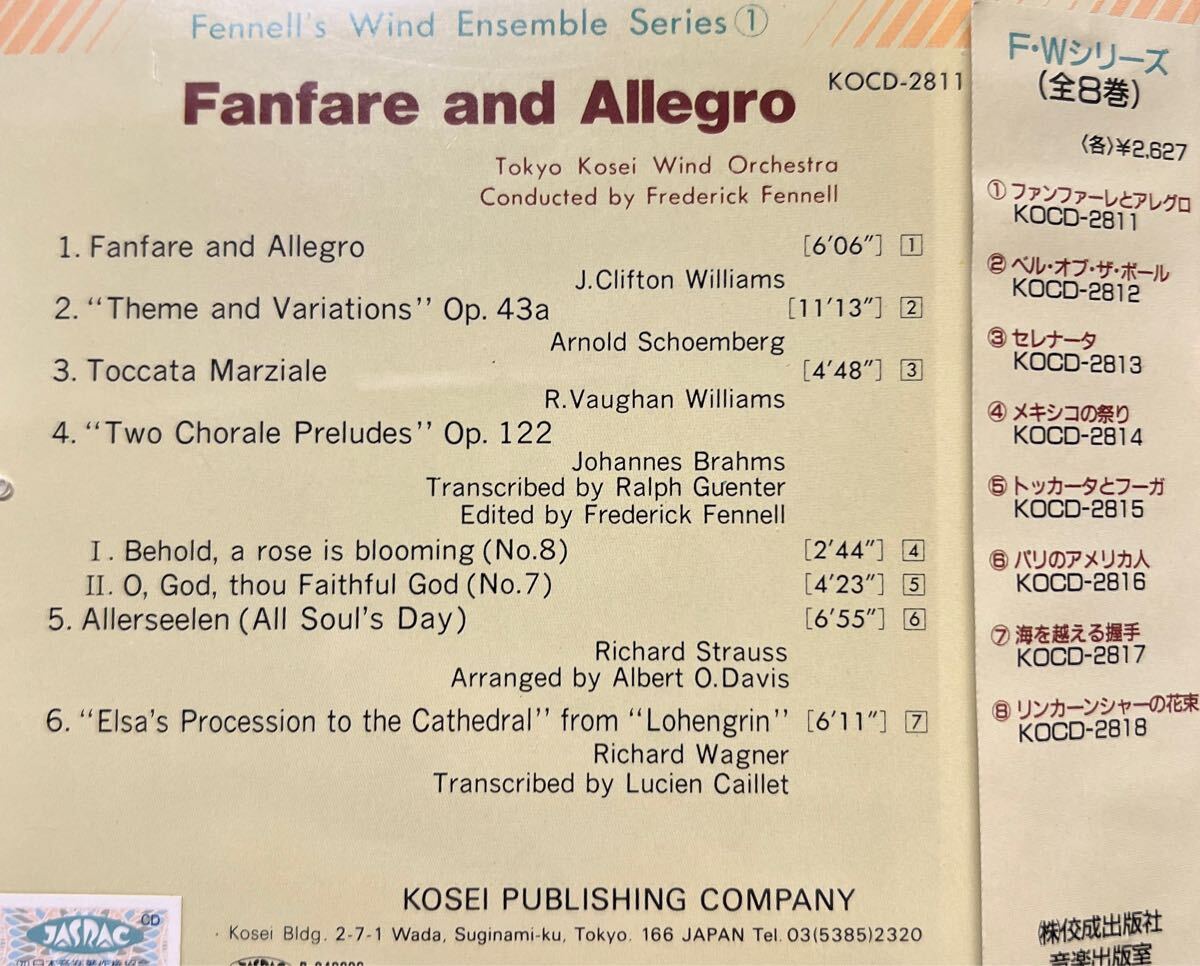 Fennell's Wind Ensemble Series①
Fanfare and Allegro
KOCD-2811
Tokyo Kosei Wind Orchestra
Conducted by Frederick Fennell
1. Fanfare and Allegro [6'06"] 1
J.Clifton Williams
2. "Theme and Variations" Op. 43a [11'13"] 2
Arnold Schoemberg
3. Toccata Marziale [4'48"] 3
R.Vaughan Williams
4. "Two Chorale Preludes" Op. 122
Johannes Brahms
Transcribed by Ralph Guenter
Edited by Frederick Fennell
I. Behold, a rose is blooming (No.8) [2'44"] 4
II. O, God, thou Faithful God (No.7) [4'23"] 5
5. Allerseelen (All Soul's Day) [6'55"] 6
Richard Strauss
Arranged by Albert O.Davis
6. "Elsa's Procession to the Cathedral" from "Lohengrin" [6'11"] 7
Richard Wagner
Transcribed by Lucien Caillet
KOSEI PUBLISHING COMPANY
Kosei Bldg. 2-7-1 Wada, Suginami-ku, Tokyo. 166 JAPAN Tel. 03(5385)2320
CD
JASRAC
F・Wシリーズ
(全8巻)
〈各〉¥2,627
① ファンファーレとアレグロ
KOCD-2811
② ベル・オブ・ザ・ボール
KOCD-2812
③ セレナータ
KOCD-2813
④ メキシコの祭り
KOCD-2814
⑤ トッカータとフーガ
KOCD-2815
⑥ パリのアメリカ人
KOCD-2816
⑦ 海を越える握手
KOCD-2817
⑧ リンカーンシャーの花束
KOCD-2818
㈱佼成出版社
音楽出版室